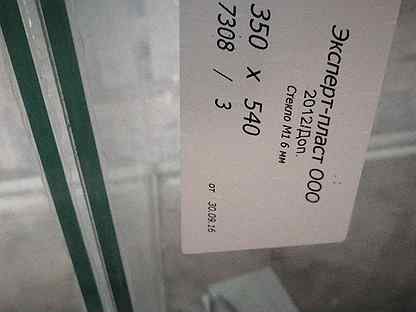 Эксперт-пласт ООО
2012/Доп.
Стекло М1 6 мм
350 x 540
7308 / 3
от 30.09.16